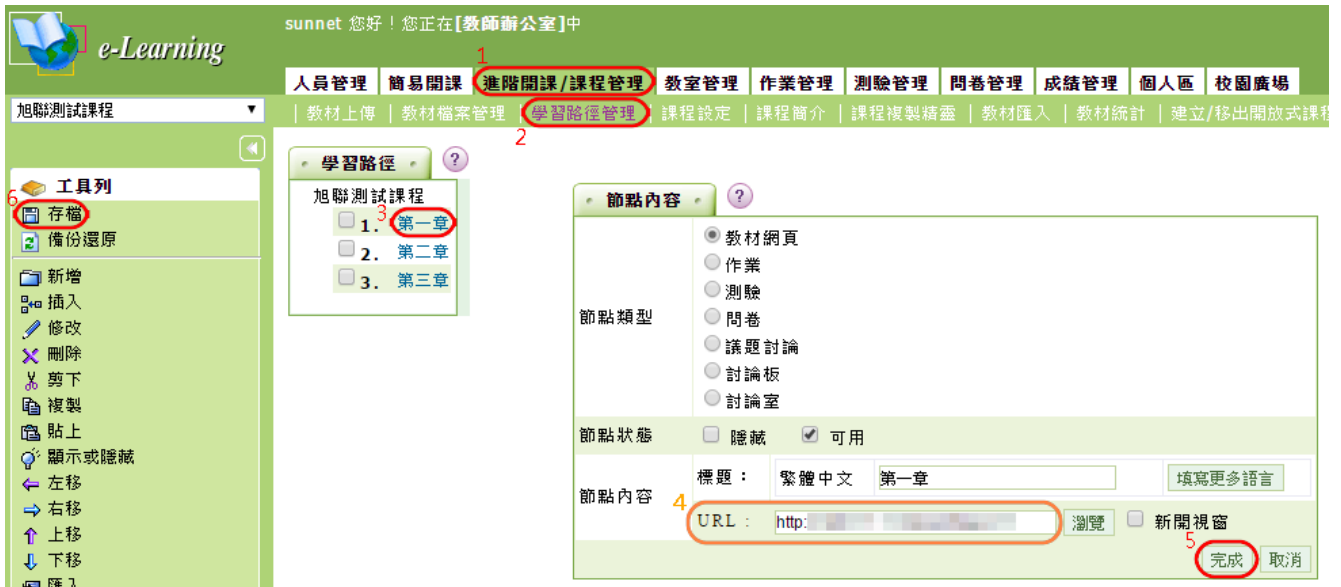 e-Learning
sunnet 您好！您正在[教師辦公室]中
1
人員管理 簡易開課 進階開課/課程管理 教室管理 作業管理 測驗管理 問卷管理 成績管理 個人區 校園廣場
旭聯測試課程
教材上傳 | 教材檔案管理 | 學習路徑管理 | 課程設定 | 課程簡介 | 課程複製精靈 | 教材匯入 | 教材統計 | 建立/移出開放式課程
2
工具列
6
存檔
備份還原
新增
插入
修改
刪除
剪下
複製
貼上
顯示或隱藏
左移
右移
上移
下移
匯入
學習路徑 ?
旭聯測試課程
3
1. 第一章
2. 第二章
3. 第三章
節點內容 ?
節點類型
教材網頁
作業
測驗
問卷
議題討論
討論板
討論室
節點狀態 隱藏 可用
節點內容
標題： 繁體中文 第一章 填寫更多語言
4
URL : http: 瀏覽 新開視窗
5
完成 取消